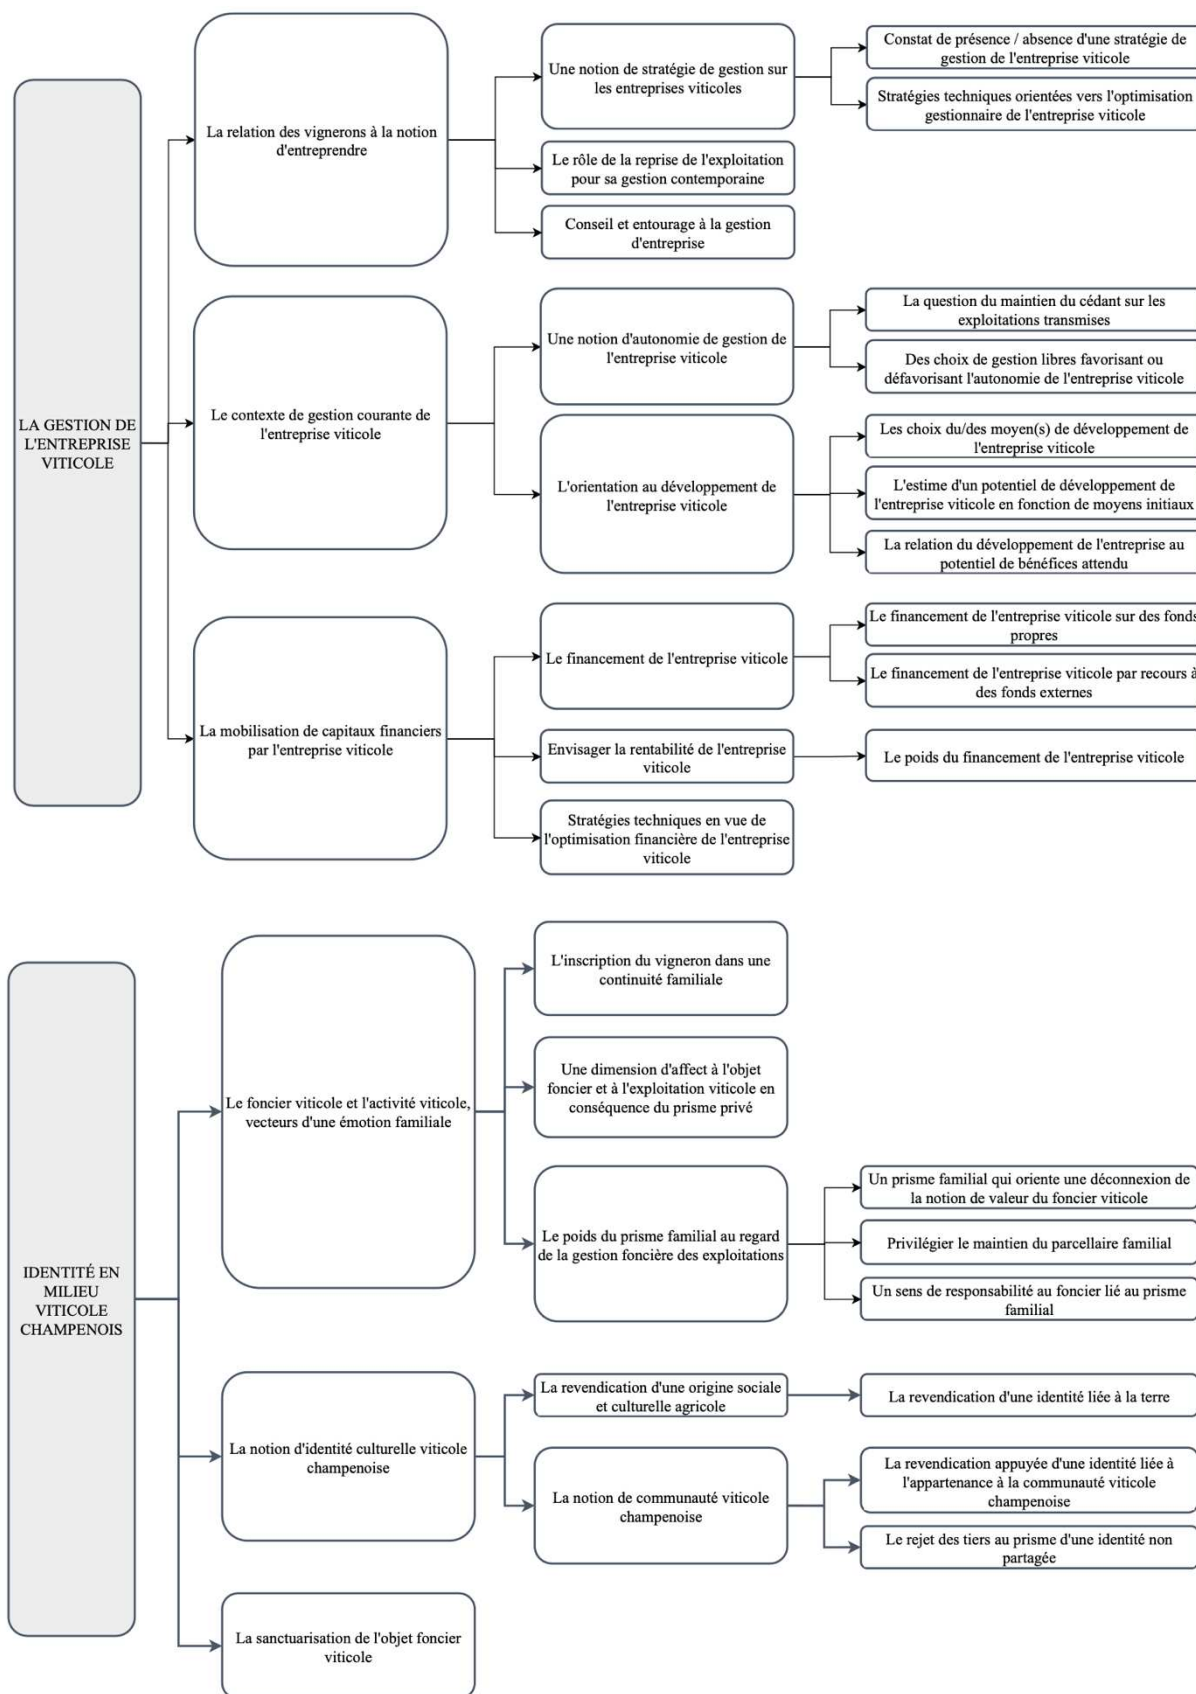 LA GESTION DE
L'ENTREPRISE
VITICOLE
La relation des vignerons à la notion
d'entreprendre
Une notion de stratégie de gestion sur
les entreprises viticoles
Constat de présence / absence d'une stratégie de
gestion de l'entreprise viticole
Stratégies techniques orientées vers l'optimisation
gestionnaire de l'entreprise viticole
Le rôle de la reprise de l'exploitation
pour sa gestion contemporaine
Conseil et entourage à la gestion
d'entreprise
Le contexte de gestion courante de
l'entreprise viticole
Une notion d'autonomie de gestion de
l'entreprise viticole
La question du maintien du cédant sur les
exploitations transmises
Des choix de gestion libres favorisant ou
défavorisant l'autonomie de l'entreprise viticole
L'orientation au développement de
l'entreprise viticole
Les choix du/des moyen(s) de développement de
l'entreprise viticole
L'estime d'un potentiel de développement de
l'entreprise viticole en fonction de moyens initiaux
La relation du développement de l'entreprise au
potentiel de bénéfices attendu
La mobilisation de capitaux financiers
par l'entreprise viticole
Le financement de l'entreprise viticole
Le financement de l'entreprise viticole sur des fonds
propres
Le financement de l'entreprise viticole par recours à
des fonds externes
Envisager la rentabilité de l'entreprise
viticole
Le poids du financement de l'entreprise viticole
Stratégies techniques en vue de
l'optimisation financière de l'entreprise
viticole
IDENTITÉ EN
MILIEU
VITICOLE
CHAMPENOIS
Le foncier viticole et l'activité viticole,
vecteurs d'une émotion familiale
L'inscription du vigneron dans une
continuité familiale
Une dimension d'affect à l'objet
foncier et à l'exploitation viticole en
conséquence du prisme privé
Le poids du prisme familial au regard
de la gestion foncière des exploitations
Un prisme familial qui oriente une déconnexion de
la notion de valeur du foncier viticole
Privilégier le maintien du parcellaire familial
Un sens de responsabilité au foncier lié au prisme
familial
La notion d'identité culturelle viticole
champenoise
La revendication d'une origine sociale
et culturelle agricole
La revendication d'une identité liée à la terre
La notion de communauté viticole
champenoise
La revendication appuyée d'une identité liée à
l'appartenance à la communauté viticole
champenoise
Le rejet des tiers au prisme d'une identité non
partagée
La sanctuarisation de l'objet foncier
viticole